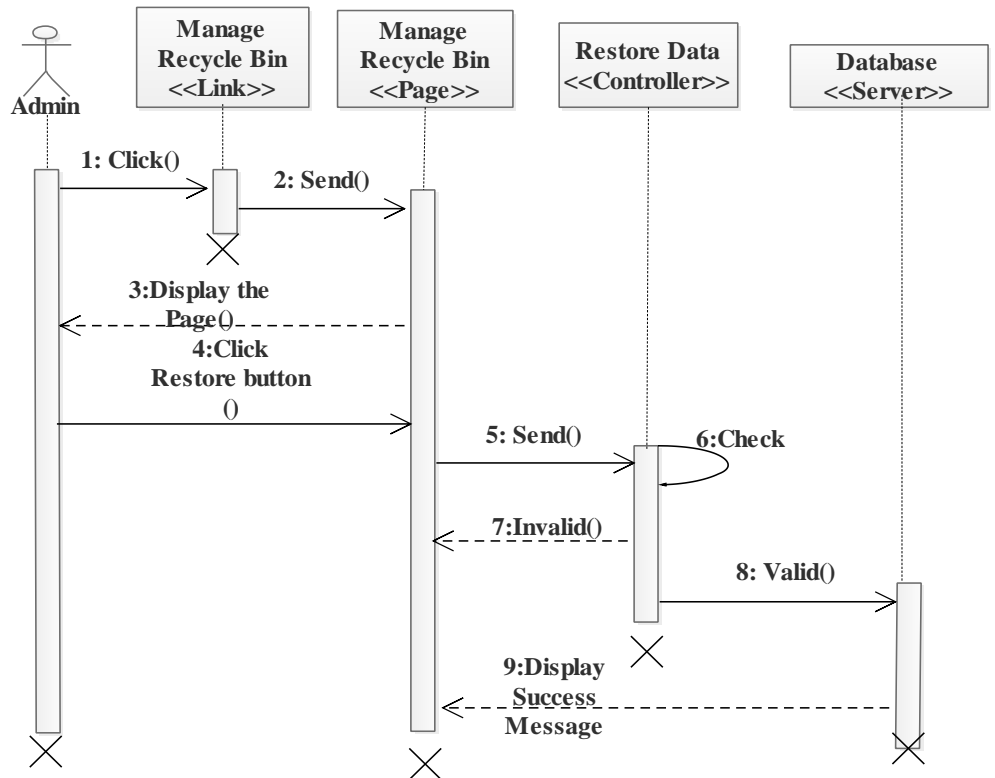 Manage
Recycle Bin
<<Link>>
Manage
Recycle Bin
<<Page>>
Restore Data
<<Controller>>
Database
<<Server>>
Admin
1: Click()
2: Send()
3:Display the
Page()
4:Click
Restore button
()
5: Send()
6:Check
7:Invalid()
8: Valid()
9:Display
Success
Message